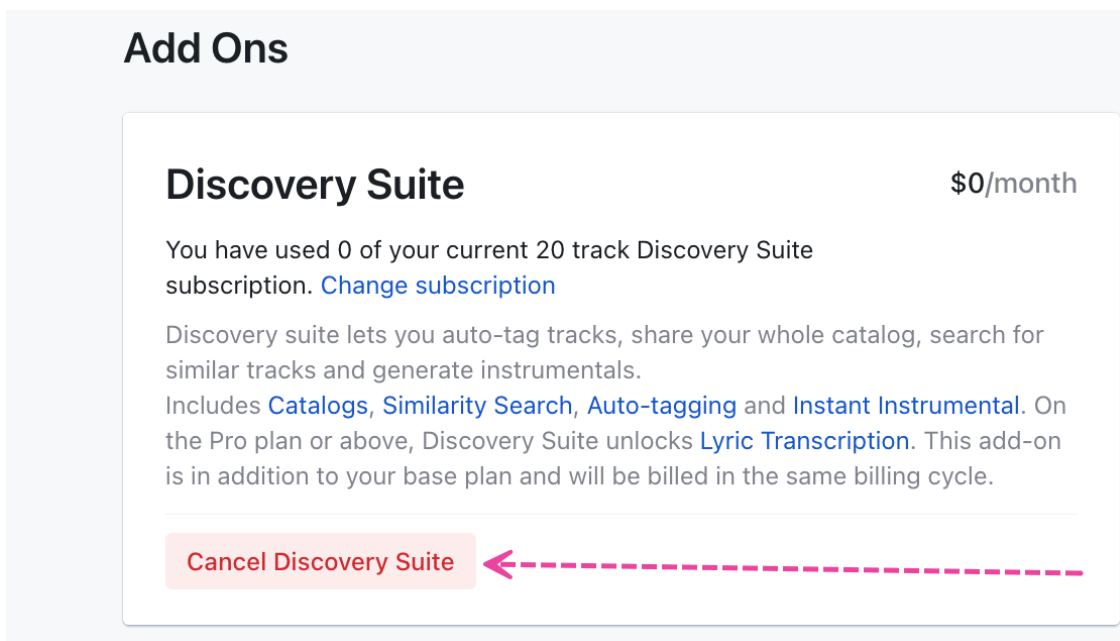 Add Ons
Discovery Suite
$0/month
You have used 0 of your current 20 track Discovery Suite
subscription. Change subscription
Discovery suite lets you auto-tag tracks, share your whole catalog, search for
similar tracks and generate instrumentals.
Includes Catalogs, Similarity Search, Auto-tagging and Instant Instrumental. On
the Pro plan or above, Discovery Suite unlocks Lyric Transcription. This add-on
is in addition to your base plan and will be billed in the same billing cycle.
Cancel Discovery Suite